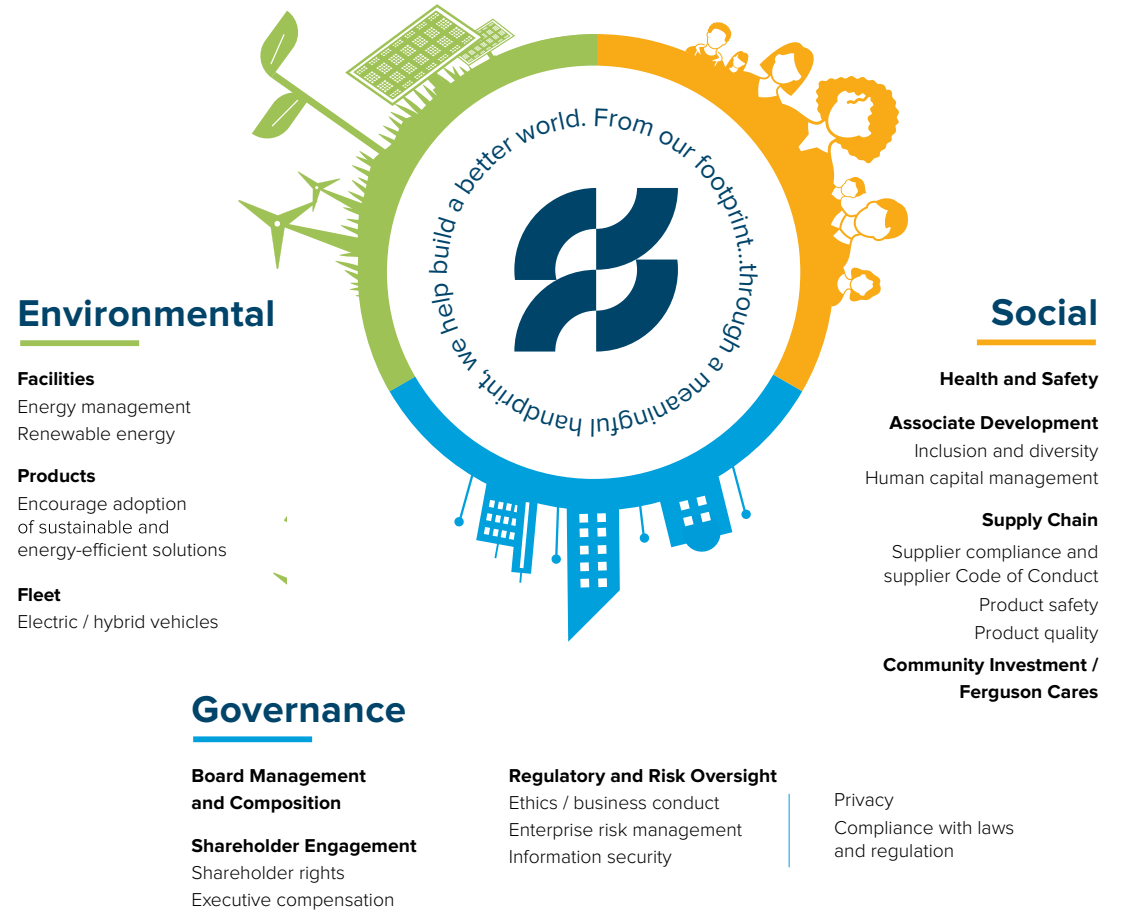 From our footprint...through a meaningful handprint, we help build a better world.
Environmental
Facilities
Energy management
Renewable energy
Products
Encourage adoption
of sustainable and
energy-efficient solutions
Fleet
Electric / hybrid vehicles
Social
Health and Safety
Associate Development
Inclusion and diversity
Human capital management
Supply Chain
Supplier compliance and
supplier Code of Conduct
Product safety
Product quality
Community Investment /
Ferguson Cares
Governance
Board Management
and Composition
Shareholder Engagement
Shareholder rights
Executive compensation
Regulatory and Risk Oversight
Ethics / business conduct
Enterprise risk management
Information security
Privacy
Compliance with laws
and regulation